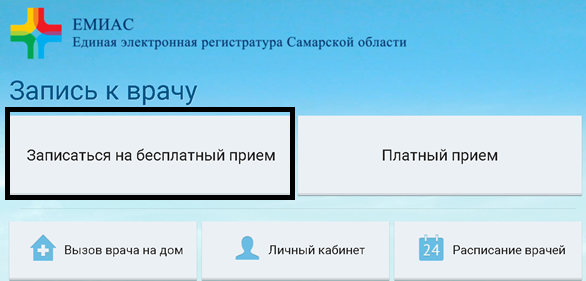 ЕМИАС
Единая электронная регистратура Самарской области
Запись к врачу
Записаться на бесплатный прием
Платный прием
Вызов врача на дом
Личный кабинет
24
Расписание врачей